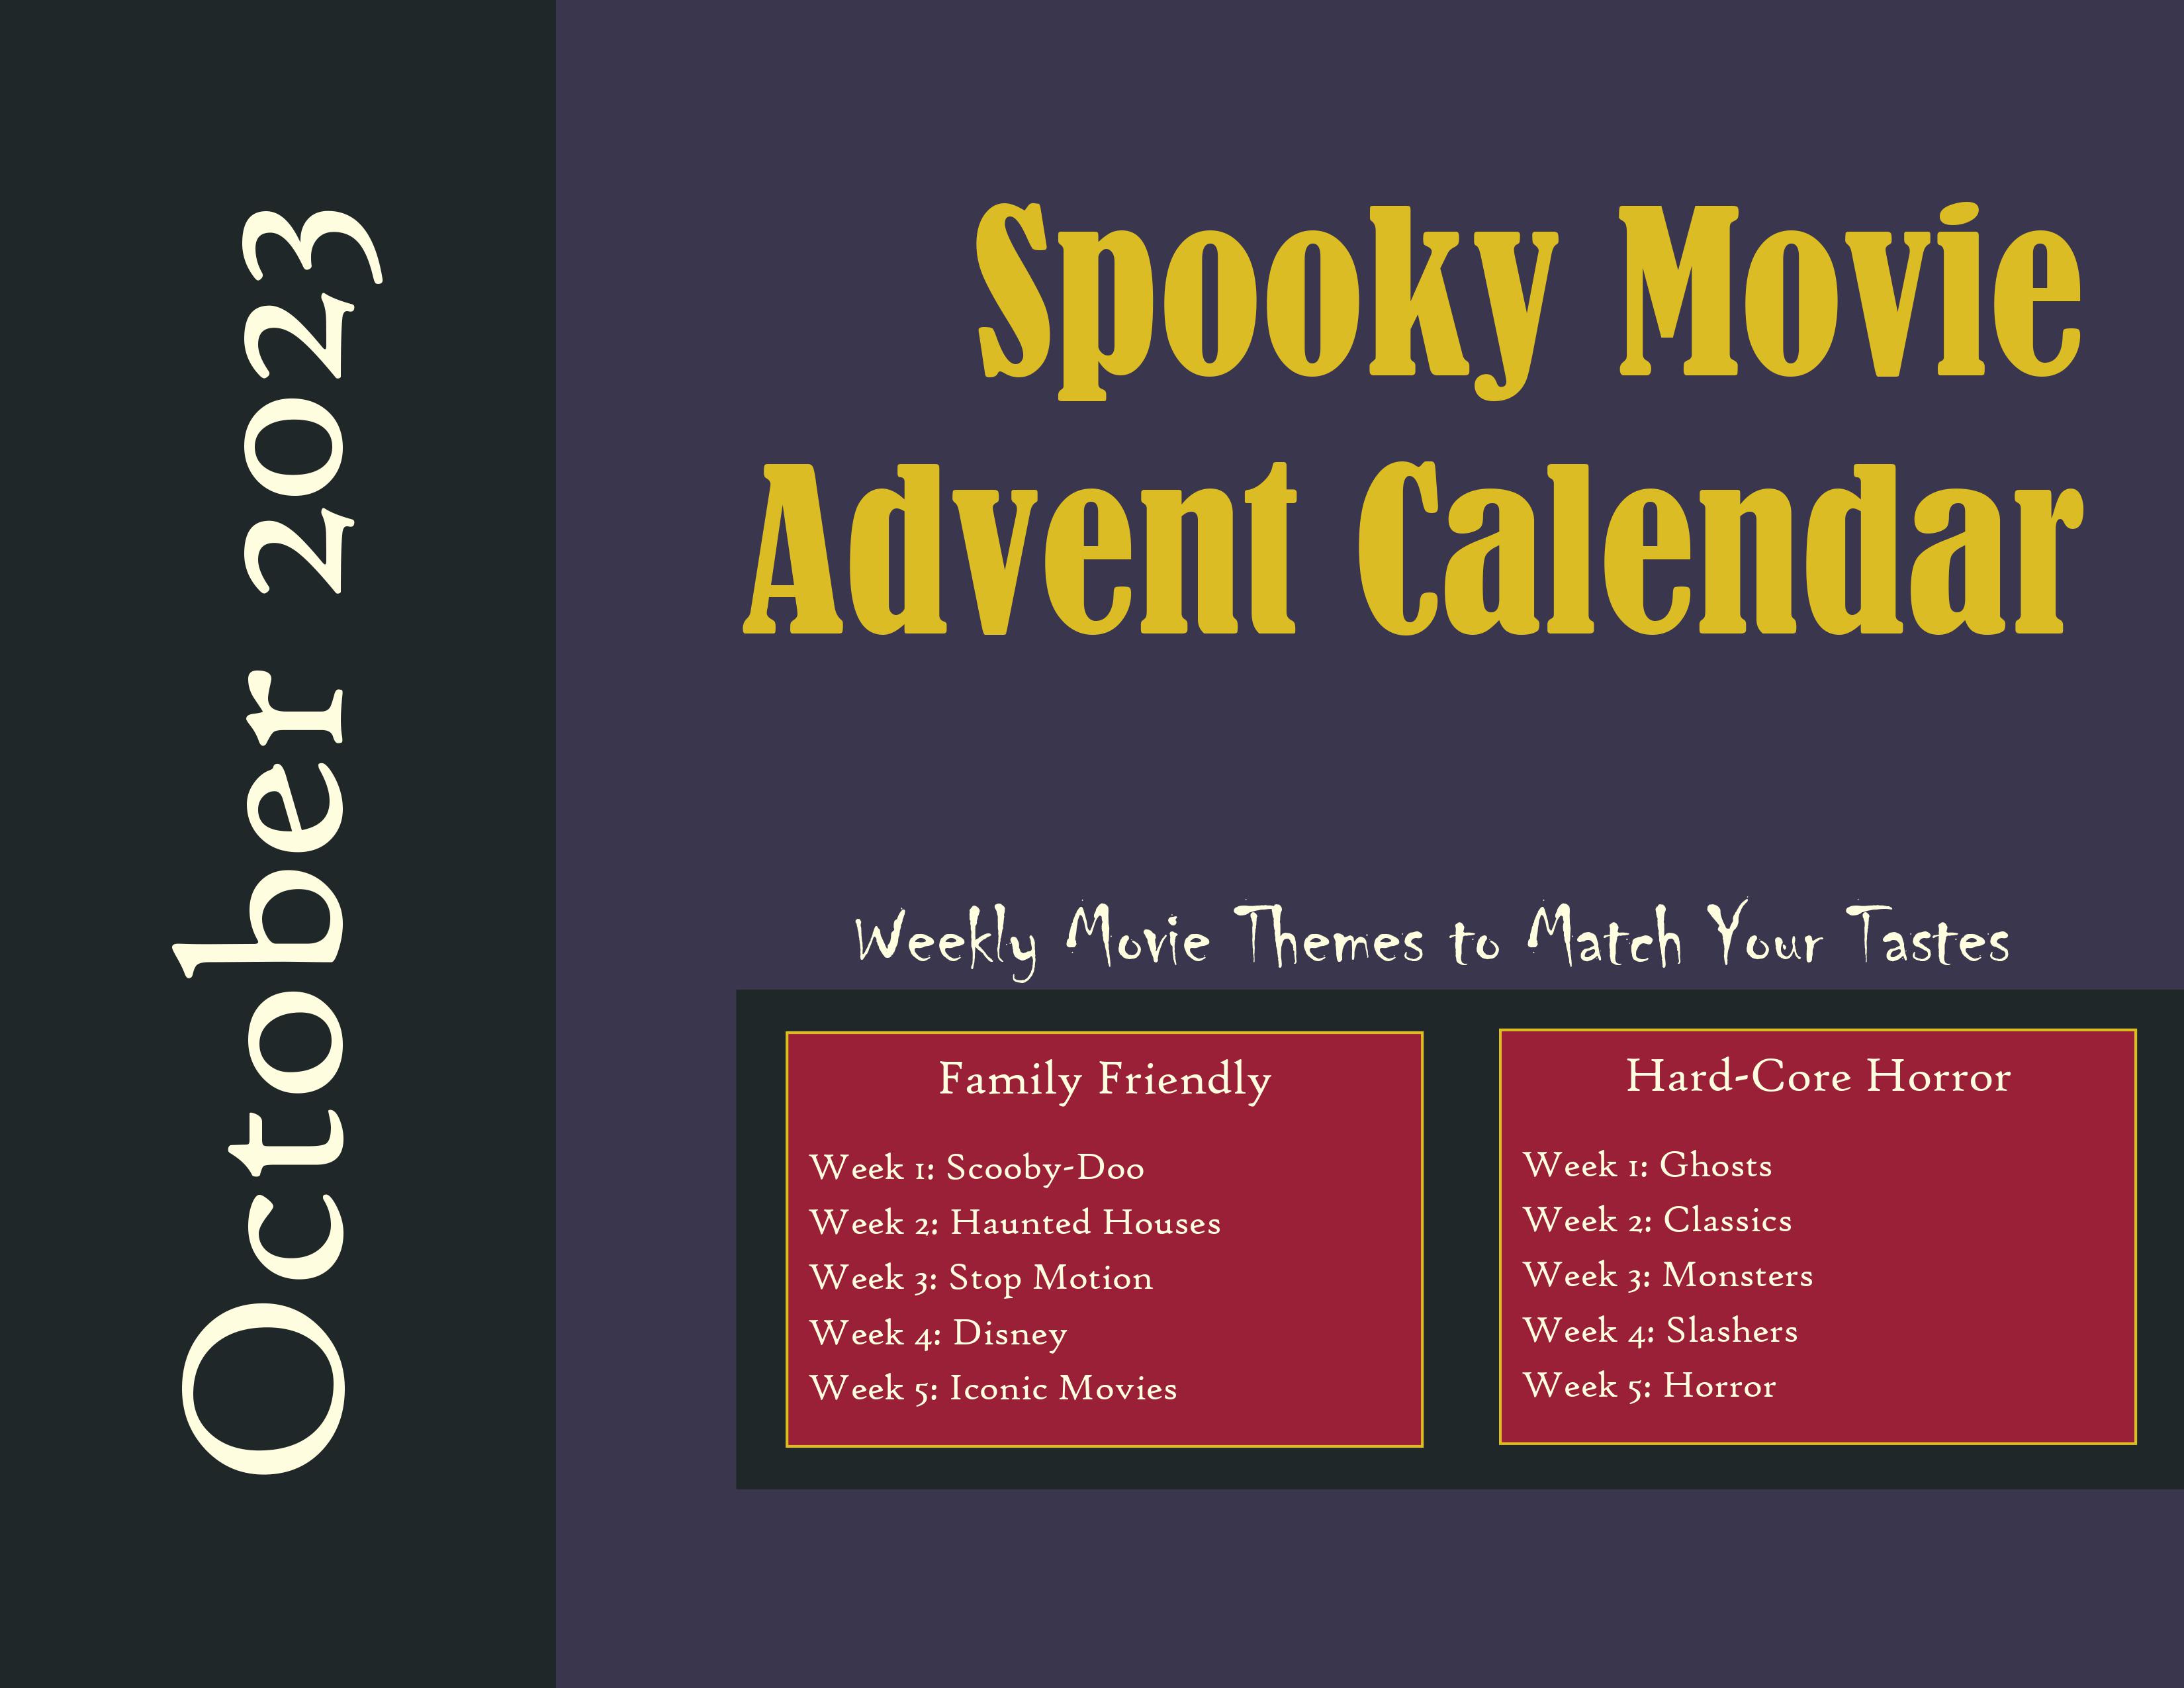 October 2023
Spooky Movie
Advent Calendar
Weekly Movie Themes to Match Your Tastes
Family Friendly
Week 1: Scooby-Doo
Week 2: Haunted Houses
Week 3: Stop Motion
Week 4: Disney
Week 5: Iconic Movies
Hard-Core Horror
Week 1: Ghosts
Week 2: Classics
Week 3: Monsters
Week 4: Slashers
Week 5: Horror